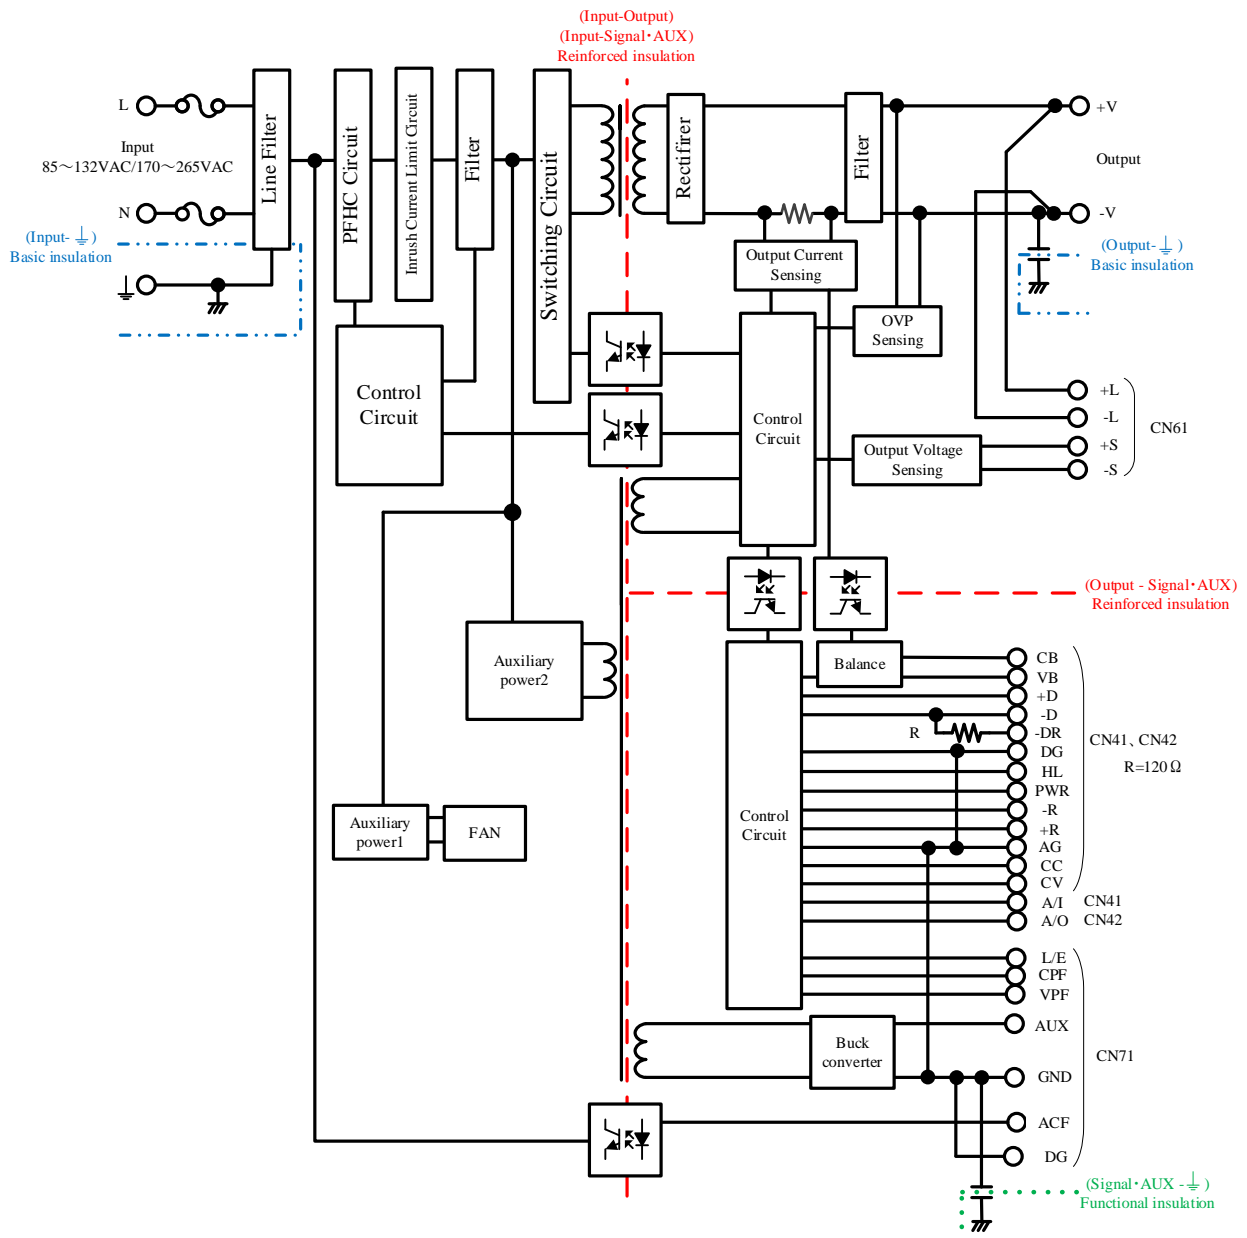 (Input-Output)
(Input-Signal・AUX)
Reinforced insulation
L
Input
85～132VAC/170～265VAC
N
(Input-⏚)
Basic insulation
Line Filter
PFHC Circuit
Inrush Current Limit Circuit
Filter
Switching Circuit
Rectifirer
Filter
+V
Output
-V
(Output-⏚)
Basic insulation
Output Current
Sensing
OVP
Sensing
Control
Circuit
Control
Circuit
Output Voltage
Sensing
+L
-L
+S
-S
CN61
(Output - Signal・AUX)
Reinforced insulation
Auxiliary
power2
Balance
CB
VB
+D
-D
R
-DR
DG
HL
PWR
-R
+R
AG
CC
CV
CN41、CN42
R=120Ω
A/I
CN41
A/O
CN42
Auxiliary
power1
FAN
Control
Circuit
L/E
CPF
VPF
AUX
Buck
converter
CN71
GND
ACF
DG
(Signal・AUX -⏚)
Functional insulation